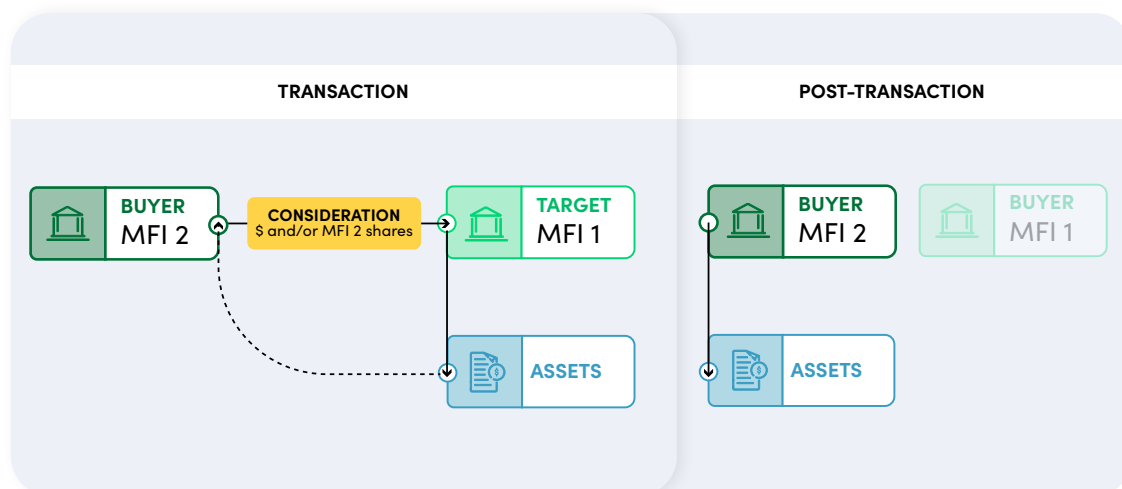 TRANSACTION
BUYER
MFI 2
CONSIDERATION
$ and/or MFI 2 shares
TARGET
MFI 1
$
ASSETS
POST-TRANSACTION
BUYER
MFI 2
BUYER
MFI 1
$
ASSETS